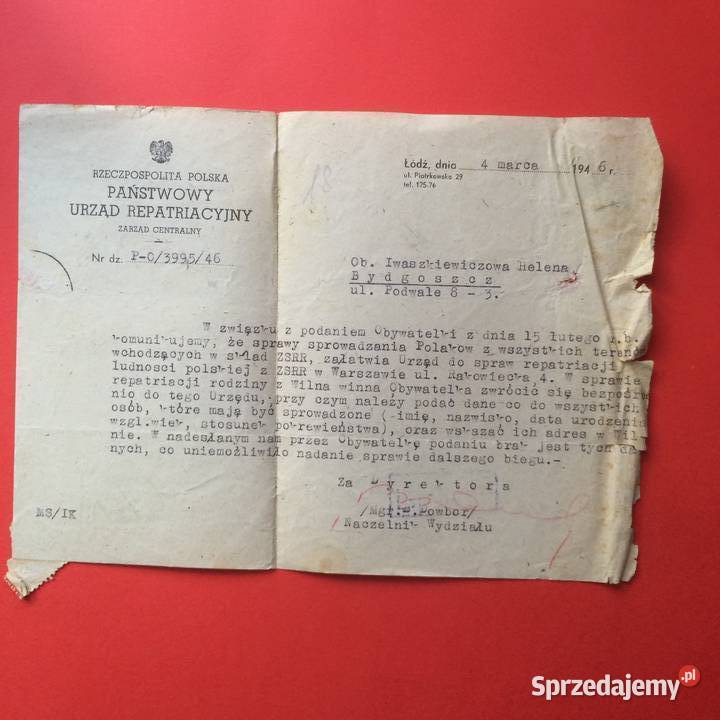 RZECZPOSPOLITA POLSKA
PAŃSTWOWY
URZĄD REPATRIACYJNY
ZARZĄD CENTRALNY
Nr dz. P-O/3995/46
18
Łódź, dnia 4 marca 1946 r.
ul. Piotrkowska 29
tel. 175-76
Ob. Iwaszkiewiczowa Helena
Bydgoszcz
ul. Podwale 8 - 3.
W związku z podaniem Obywatelki z dnia 15 lutego r.b.
komunikujemy, że sprawy sprowadzania Polaków z wszystkich terenów
wchodzących w skład ZSRR, załatwia Urząd do spraw repatriacji
ludności polskiej z ZSRR w Warszawie ul. Rakowiecka 4. W sprawie
repatriacji rodziny z Wilna winna Obywatelka zwrócić się bezpośre
nio do tego Urzędu, przy czym należy podać dane co do wszystkich
osób, które mają być sprowadzone (-imię, nazwisko, data urodzenia
wzgl.wiek, stosunek pokrewieństwa), oraz wskazać ich adres w Wil
nie. W nadesłanym nam przez Obywatelkę podaniu brak jest tych da
nych, co uniemożliwiło nadanie sprawie dalszego biegu.-
Za Dyrektora
/Mgr. Powbor/
Naczelnik Wydziału
MS/IK
Sprzedajemy.pl